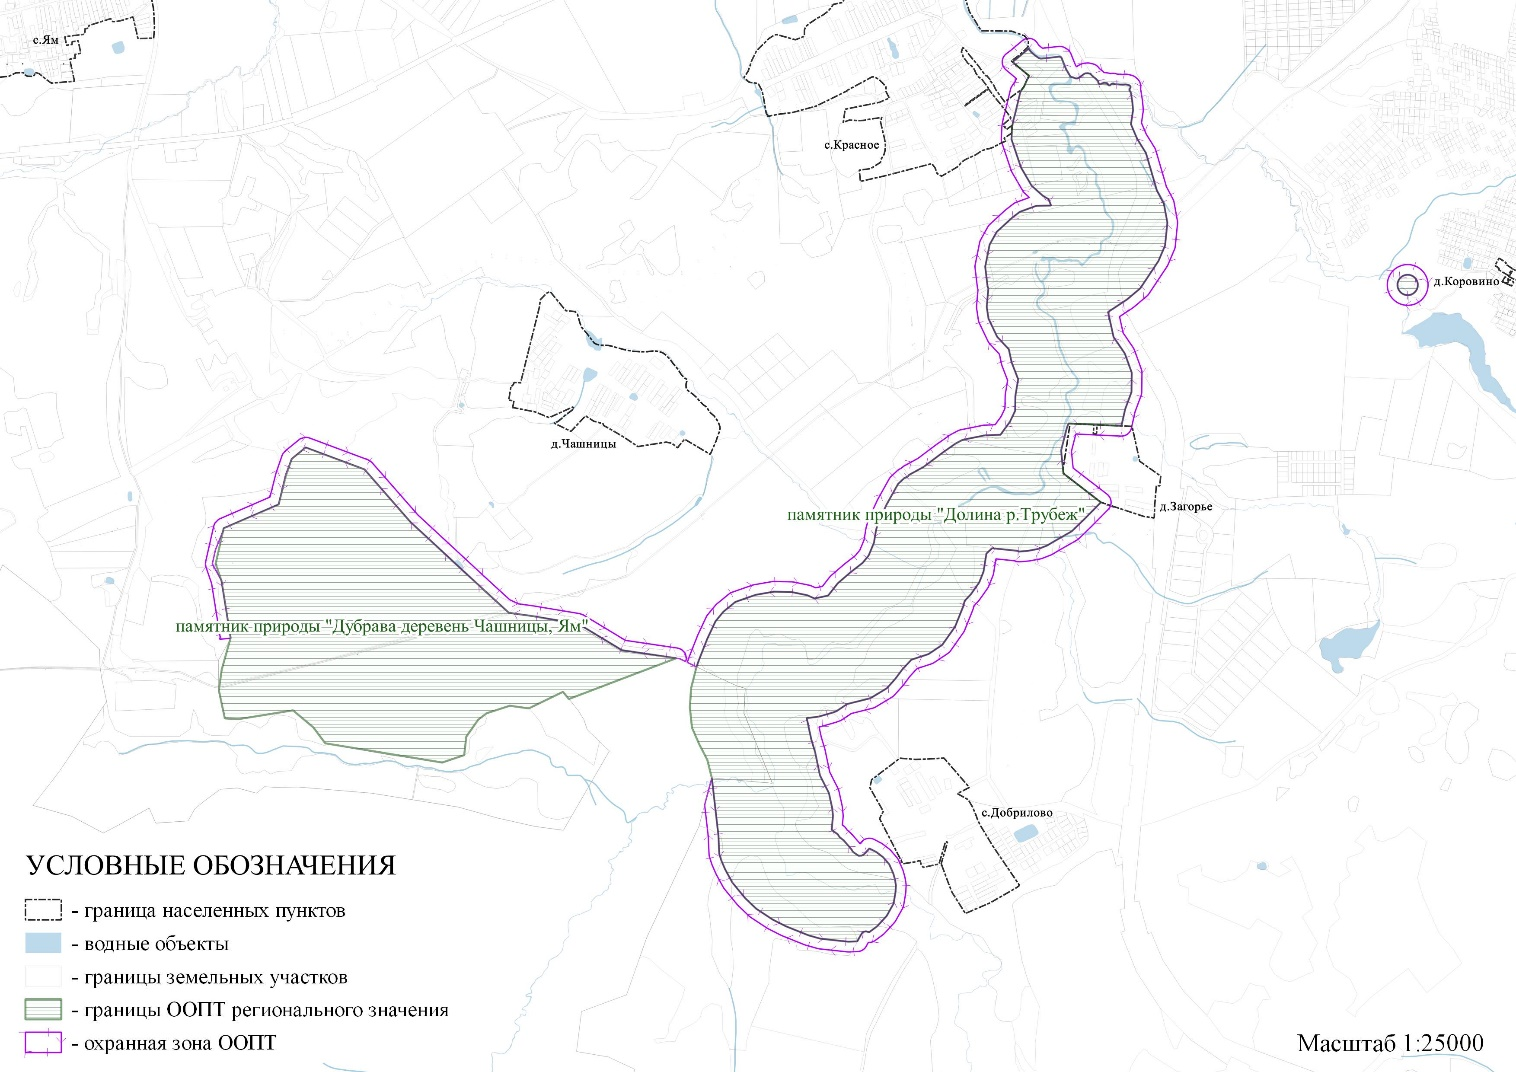 с.Ям
с.Красное
д.Коровино
д.Чашницы
д.Загорье
памятник природы "Долина р.Трубеж"
памятник природы "Дубрава деревень Чашницы, Ям"
с.Добрилово
УСЛОВНЫЕ ОБОЗНАЧЕНИЯ
- граница населенных пунктов
- водные объекты
- границы земельных участков
- границы ООПТ регионального значения
- охранная зона ООПТ
Масштаб 1:25000